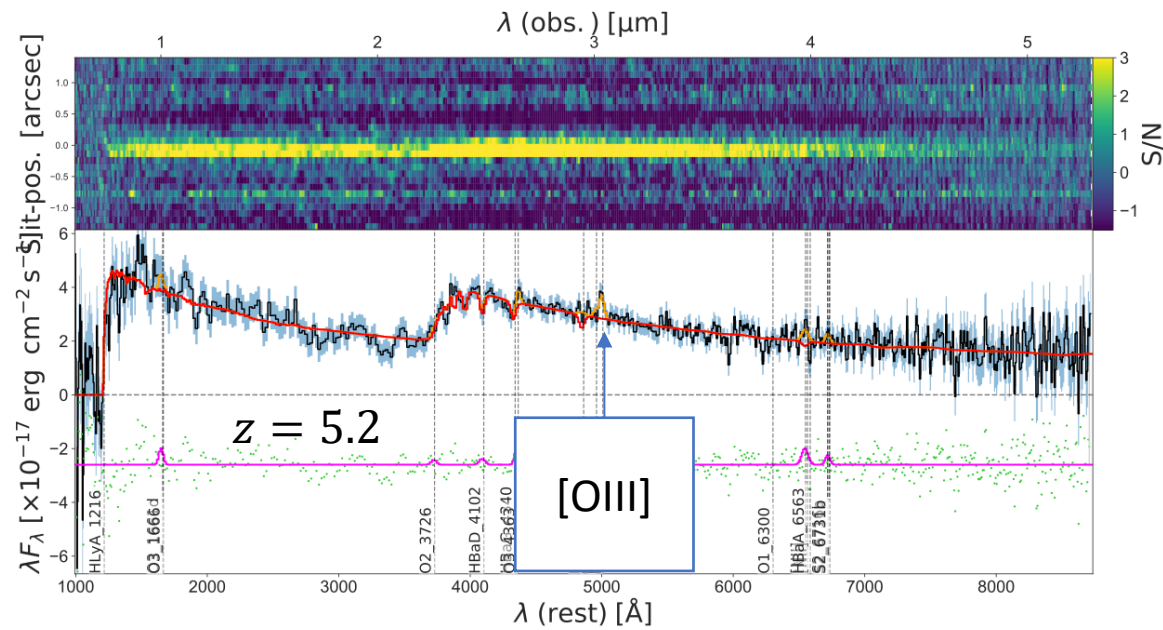 λ (obs.) [μm]
1 2 3 4 5
Slit-pos. [arcsec]
1.0
0.5
0.0
−0.5
−1.0
3
2
1
0
−1
S/N
λF_λ [×10⁻¹⁷ erg cm⁻² s⁻¹]
6
4
2
0
−2
−4
−6
z = 5.2
[OIII]
HLyA_1216
O2_3726
HBaD_4102
O1_6300
HBaA_6563
S2_6731b
1000 2000 3000 4000 5000 6000 7000 8000
λ (rest) [Å]